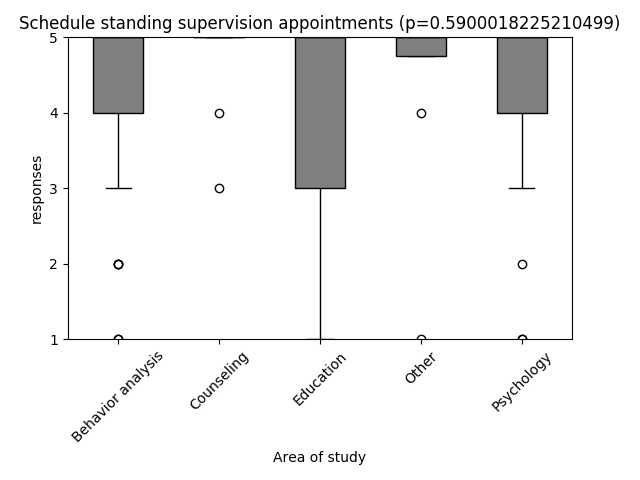 Schedule standing supervision appointments (p=0.5900018225210499)
5
4
3
2
1
responses
Behavior analysis
Counseling
Education
Other
Psychology
Area of study